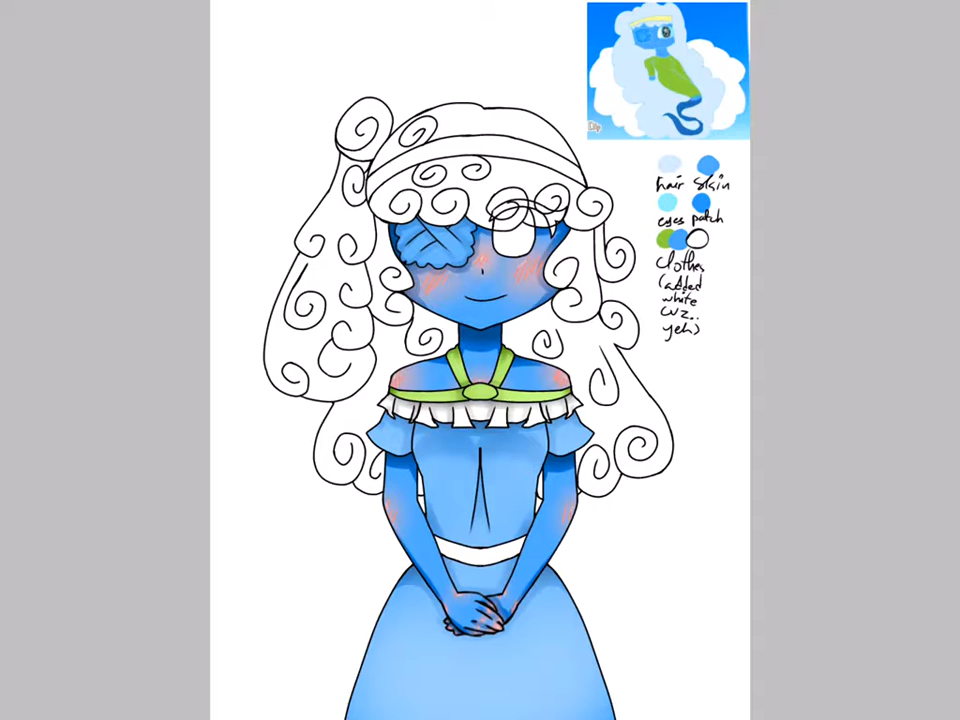 hair skin
eyes patch
clothes
(added
white
cuz..
yeh)